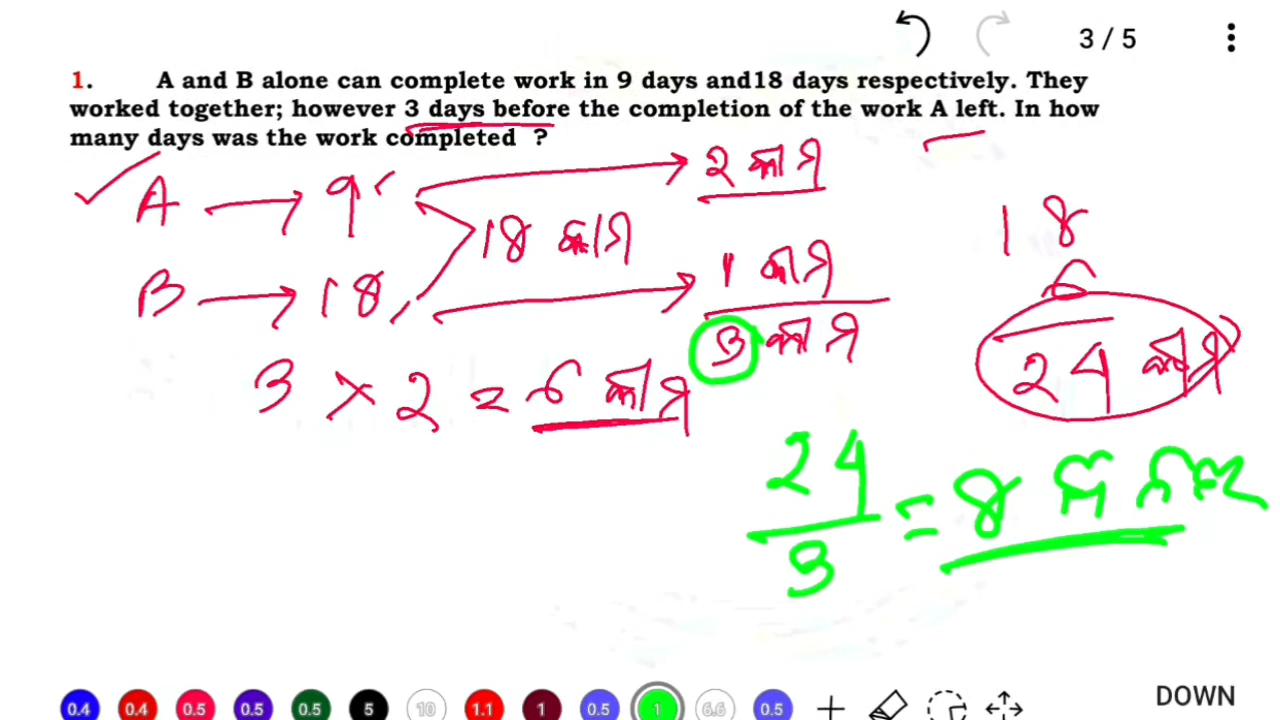 3 / 5
1. A and B alone can complete work in 9 days and18 days respectively. They
worked together; however 3 days before the completion of the work A left. In how
many days was the work completed ?
A → 9 → 2 କାମ
18 କାମ
B → 18 → 1 କାମ
3 କାମ
3 × 2 = 6 କାମ
18
6
24 କାମ
24
3
= 8
DOWN
0.4 0.4 0.5 0.5 0.5 5 10 1.1 1 0.5 1 6.6 0.5